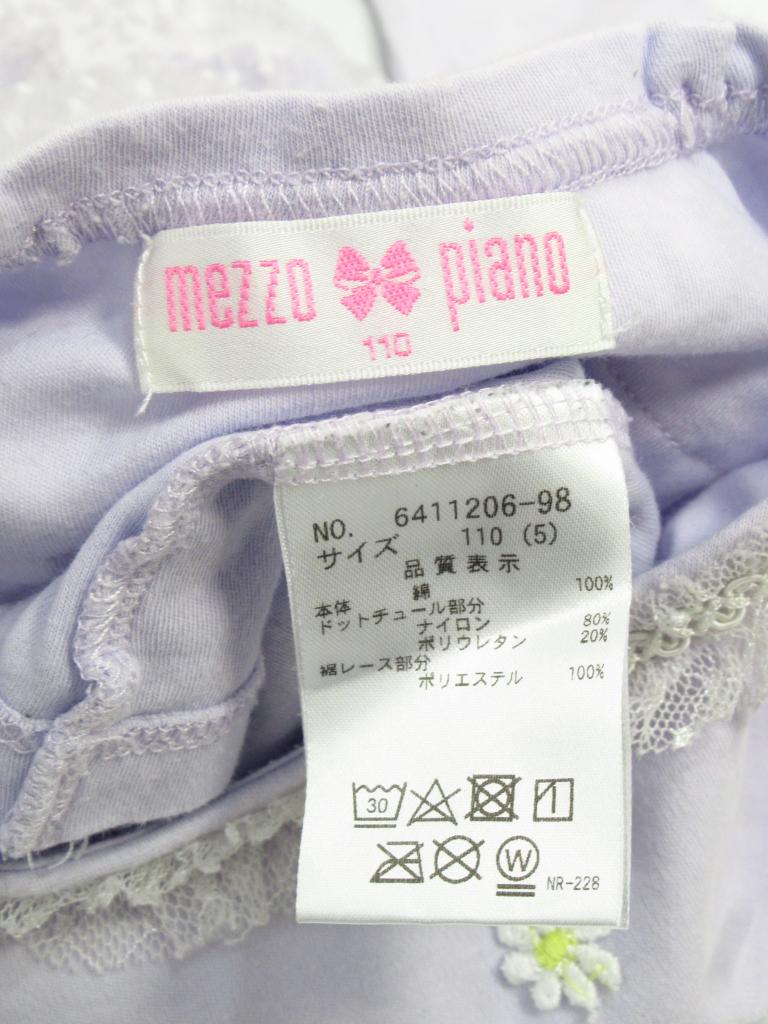 mezzo piano
110
NO. 6411206-98
サイズ 110 (5)
品質表示
本体 綿 100%
ドットチュール部分
ナイロン 80%
ポリウレタン 20%
裾レース部分
ポリエステル 100%
30
W
NR-228